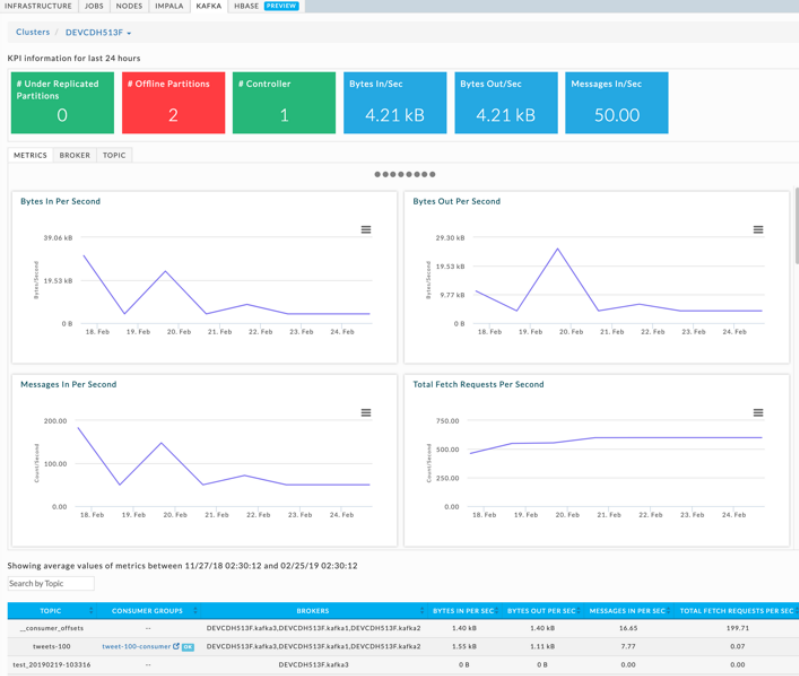 INFRASTRUCTURE JOBS NODES IMPALA KAFKA HBASE PREVIEW
Clusters / DEVCDH513F
KPI information for last 24 hours
# Under Replicated Partitions
0
# Offline Partitions
2
# Controller
1
Bytes In/Sec
4.21 kB
Bytes Out/Sec
4.21 kB
Messages In/Sec
50.00
METRICS BROKER TOPIC
Bytes In Per Second
39.06 kB
19.53 kB
0 B
Bytes/Second
18. Feb 19. Feb 20. Feb 21. Feb 22. Feb 23. Feb 24. Feb
Bytes Out Per Second
29.30 kB
19.53 kB
9.77 kB
0 B
Bytes/Second
18. Feb 19. Feb 20. Feb 21. Feb 22. Feb 23. Feb 24. Feb
Messages In Per Second
200.00
100.00
0.00
Count/Second
18. Feb 19. Feb 20. Feb 21. Feb 22. Feb 23. Feb 24. Feb
Total Fetch Requests Per Second
750.00
500.00
250.00
0.00
Count/Second
18. Feb 19. Feb 20. Feb 21. Feb 22. Feb 23. Feb 24. Feb
Showing average values of metrics between 11/27/18 02:30:12 and 02/25/19 02:30:12
Search by Topic
TOPIC CONSUMER GROUPS BROKERS BYTES IN PER SEC BYTES OUT PER SEC MESSAGES IN PER SEC TOTAL FETCH REQUESTS PER SEC
__consumer_offsets -- DEVCDH513F.kafka3,DEVCDH513F.kafka1,DEVCDH513F.kafka2 1.40 kB 1.40 kB 16.65 199.71
tweets-100 tweet-100-consumer OK DEVCDH513F.kafka3,DEVCDH513F.kafka1,DEVCDH513F.kafka2 1.55 kB 1.11 kB 7.77 0.07
test_20190219-103316 -- DEVCDH513F.kafka3 0 B 0 B 0.00 0.00